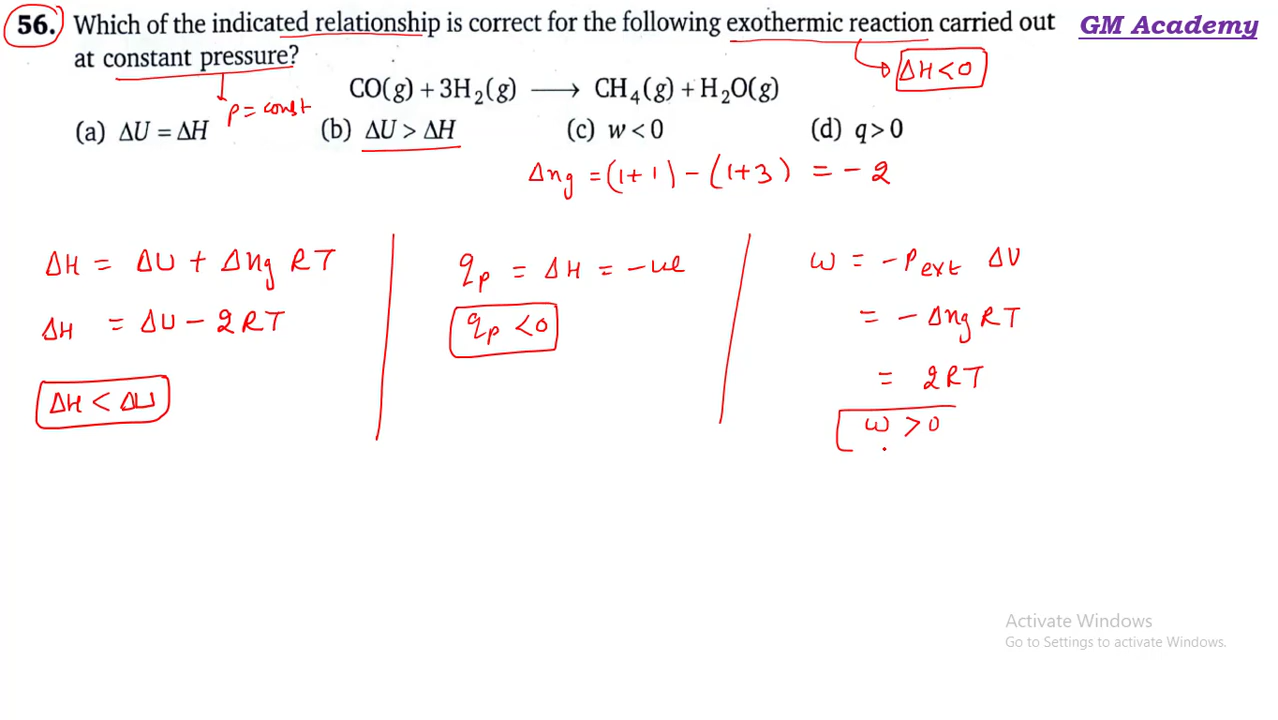 56. Which of the indicated relationship is correct for the following exothermic reaction carried out
at constant pressure?
GM Academy
ΔH<0
CO(g) + 3H₂(g) ⟶ CH₄(g) + H₂O(g)
P = const
(a) ΔU = ΔH (b) ΔU > ΔH (c) w < 0 (d) q > 0
Δng = (1+1) - (1+3) = - 2
ΔH = ΔU + Δng RT
ΔH = ΔU - 2RT
ΔH < ΔU
qp = ΔH = -ve
qp < 0
w = - Pext ΔV
= - Δng RT
= 2RT
w > 0
Activate Windows
Go to Settings to activate Windows.